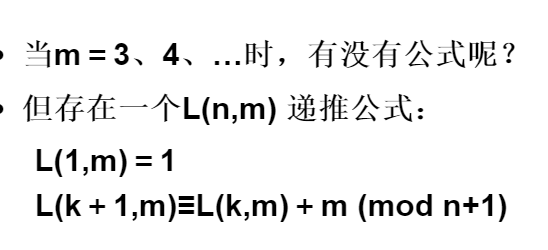 • 当m = 3、4、…时，有没有公式呢？
• 但存在一个L(n,m) 递推公式：
L(1,m) = 1
L(k + 1,m)≡L(k,m) + m (mod n+1)